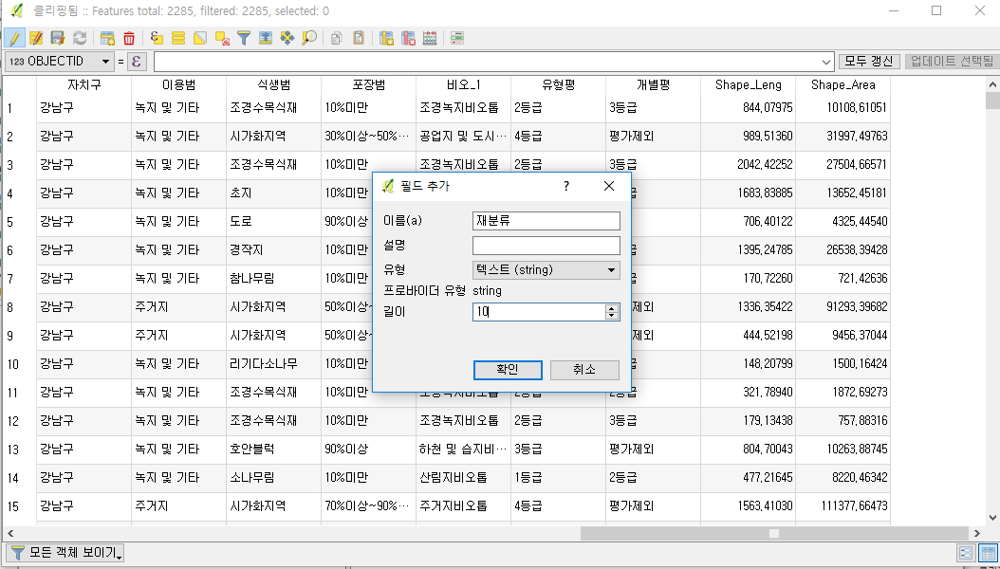 클리핑됨 :: Features total: 2285, filtered: 2285, selected: 0
123 OBJECTID = ε 모두 갱신 업데이트 선택됨
자치구 이용범 식생범 포장범 비오_1 유형평 개별평 Shape_Leng Shape_Area
1 강남구 녹지 및 기타 조경수목식재 10%미만 조경녹지비오톱 2등급 3등급 844,07975 10108,61051
2 강남구 녹지 및 기타 시가화지역 30%이상~50%··· 공업지 및 도시··· 4등급 평가제외 989,51360 31997,49763
3 강남구 녹지 및 기타 조경수목식재 10%미만 조경녹지비오톱 2등급 3등급 2042,42252 27504,66571
4 강남구 녹지 및 기타 초지 10%미만 1683,83885 13652,45181
5 강남구 녹지 및 기타 도로 90%이상 706,40122 4325,44540
6 강남구 녹지 및 기타 경작지 10%미만 1395,24785 26538,39428
7 강남구 녹지 및 기타 참나무림 10%미만 170,72260 721,42636
8 강남구 주거지 시가화지역 50%이상 제외 1336,35422 91293,39682
9 강남구 주거지 시가화지역 50%이상 제외 444,52198 9456,37044
10 강남구 녹지 및 기타 리기다소나무 10%미만 148,20799 1500,16424
11 강남구 녹지 및 기타 조경수목식재 10%미만 조경녹지비오톱 2등급 2등급 321,78940 1872,69273
12 강남구 녹지 및 기타 조경수목식재 10%미만 조경녹지비오톱 2등급 3등급 179,13438 757,88316
13 강남구 녹지 및 기타 호안블럭 90%이상 하천 및 습지비··· 3등급 평가제외 804,70043 10263,88745
14 강남구 녹지 및 기타 소나무림 10%미만 산림지비오톱 1등급 2등급 477,21645 8220,46342
15 강남구 주거지 시가화지역 70%이상~90%··· 주거지비오톱 4등급 평가제외 1563,41030 111377,66473
필드 추가 ?
이름(a) 재분류
설명
유형 텍스트 (string)
프로바이더 유형 string
길이 10
확인 취소
모든 객체 보이기